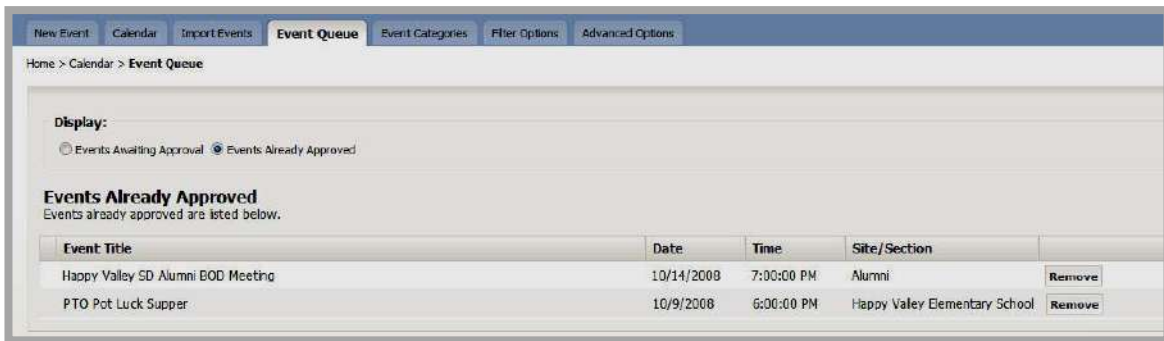 New Event Calendar Import Events Event Queue Event Categories Filter Options Advanced Options
Home > Calendar > Event Queue
Display:
Events Awaiting Approval Events Already Approved
Events Already Approved
Events already approved are listed below.
Event Title Date Time Site/Section
Happy Valley SD Alumni BOD Meeting 10/14/2008 7:00:00 PM Alumni Remove
PTO Pot Luck Supper 10/9/2008 6:00:00 PM Happy Valley Elementary School Remove